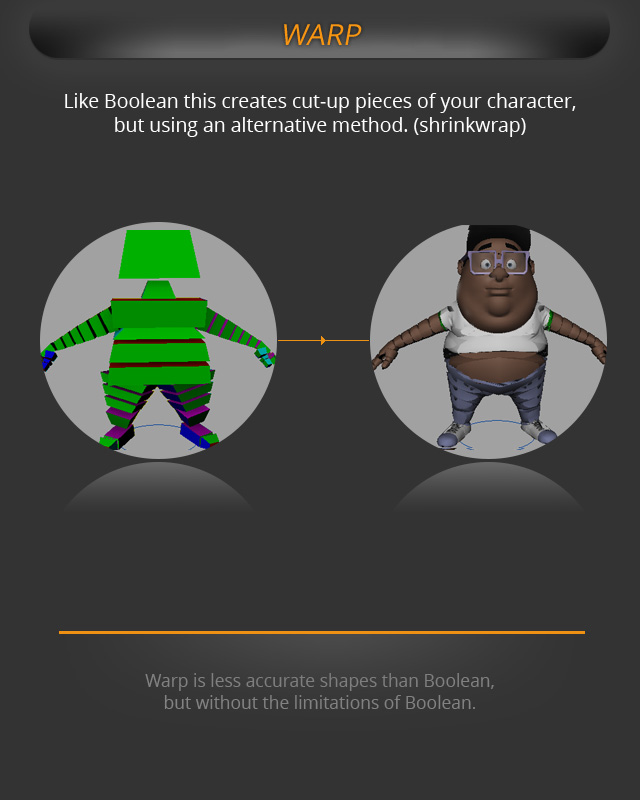 WARP
Like Boolean this creates cut-up pieces of your character,
but using an alternative method. (shrinkwrap)
Warp is less accurate shapes than Boolean,
but without the limitations of Boolean.